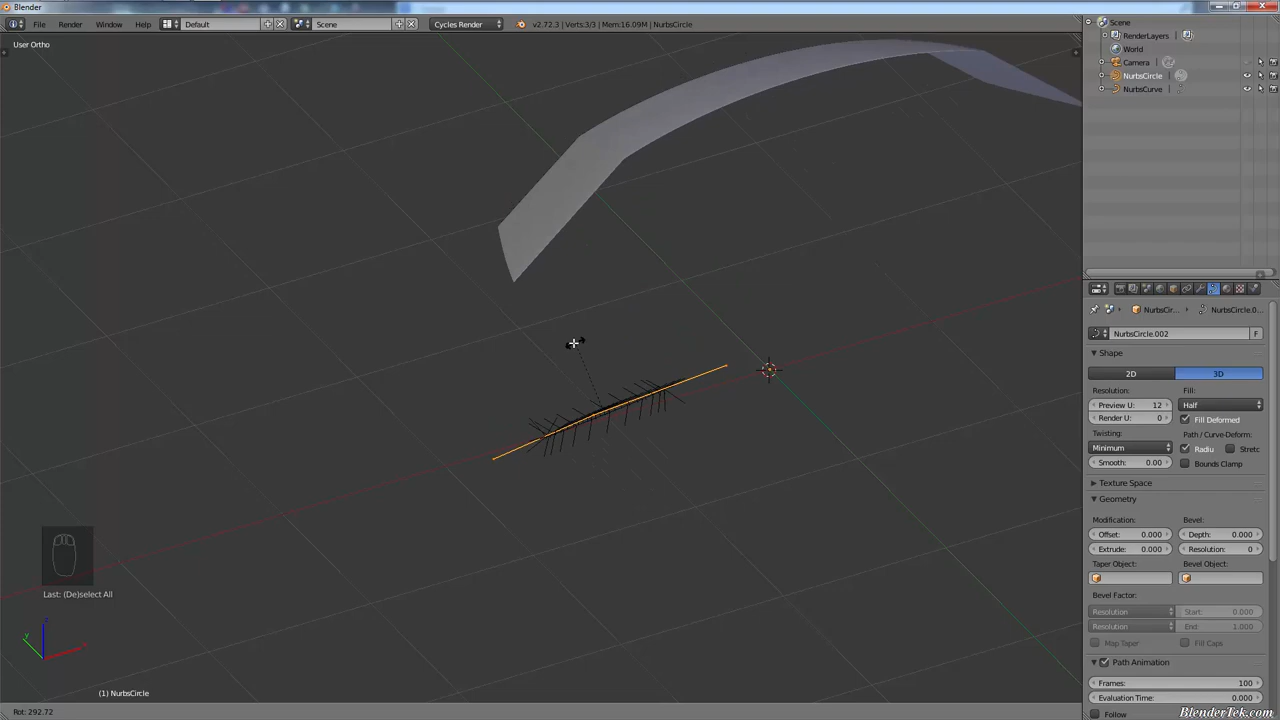 Blender
File Render Window Help Default Scene Cycles Render v2.72.3 | Verts:3/3 | Mem:16.09M | NurbsCircle
User Ortho
Scene
RenderLayers
World
Camera
NurbsCircle
NurbsCurve
NurbsCir... NurbsCircle.0...
NurbsCircle.002 F
Shape
2D 3D
Resolution: Fill:
Preview U: 12 Half
Render U: 0 Fill Deformed
Twisting: Path / Curve-Deform:
Minimum Radiu Stretc
Smooth: 0.00 Bounds Clamp
Texture Space
Geometry
Modification: Bevel:
Offset: 0.000 Depth: 0.000
Extrude: 0.000 Resolution: 0
Taper Object: Bevel Object:
Bevel Factor:
Resolution Start: 0.000
Resolution End: 1.000
Map Taper Fill Caps
Path Animation
Frames: 100
Evaluation Time: 0.000
Follow
Last: (De)select All
z
y
(1) NurbsCircle
Rot: 292.72
BlenderTek.com